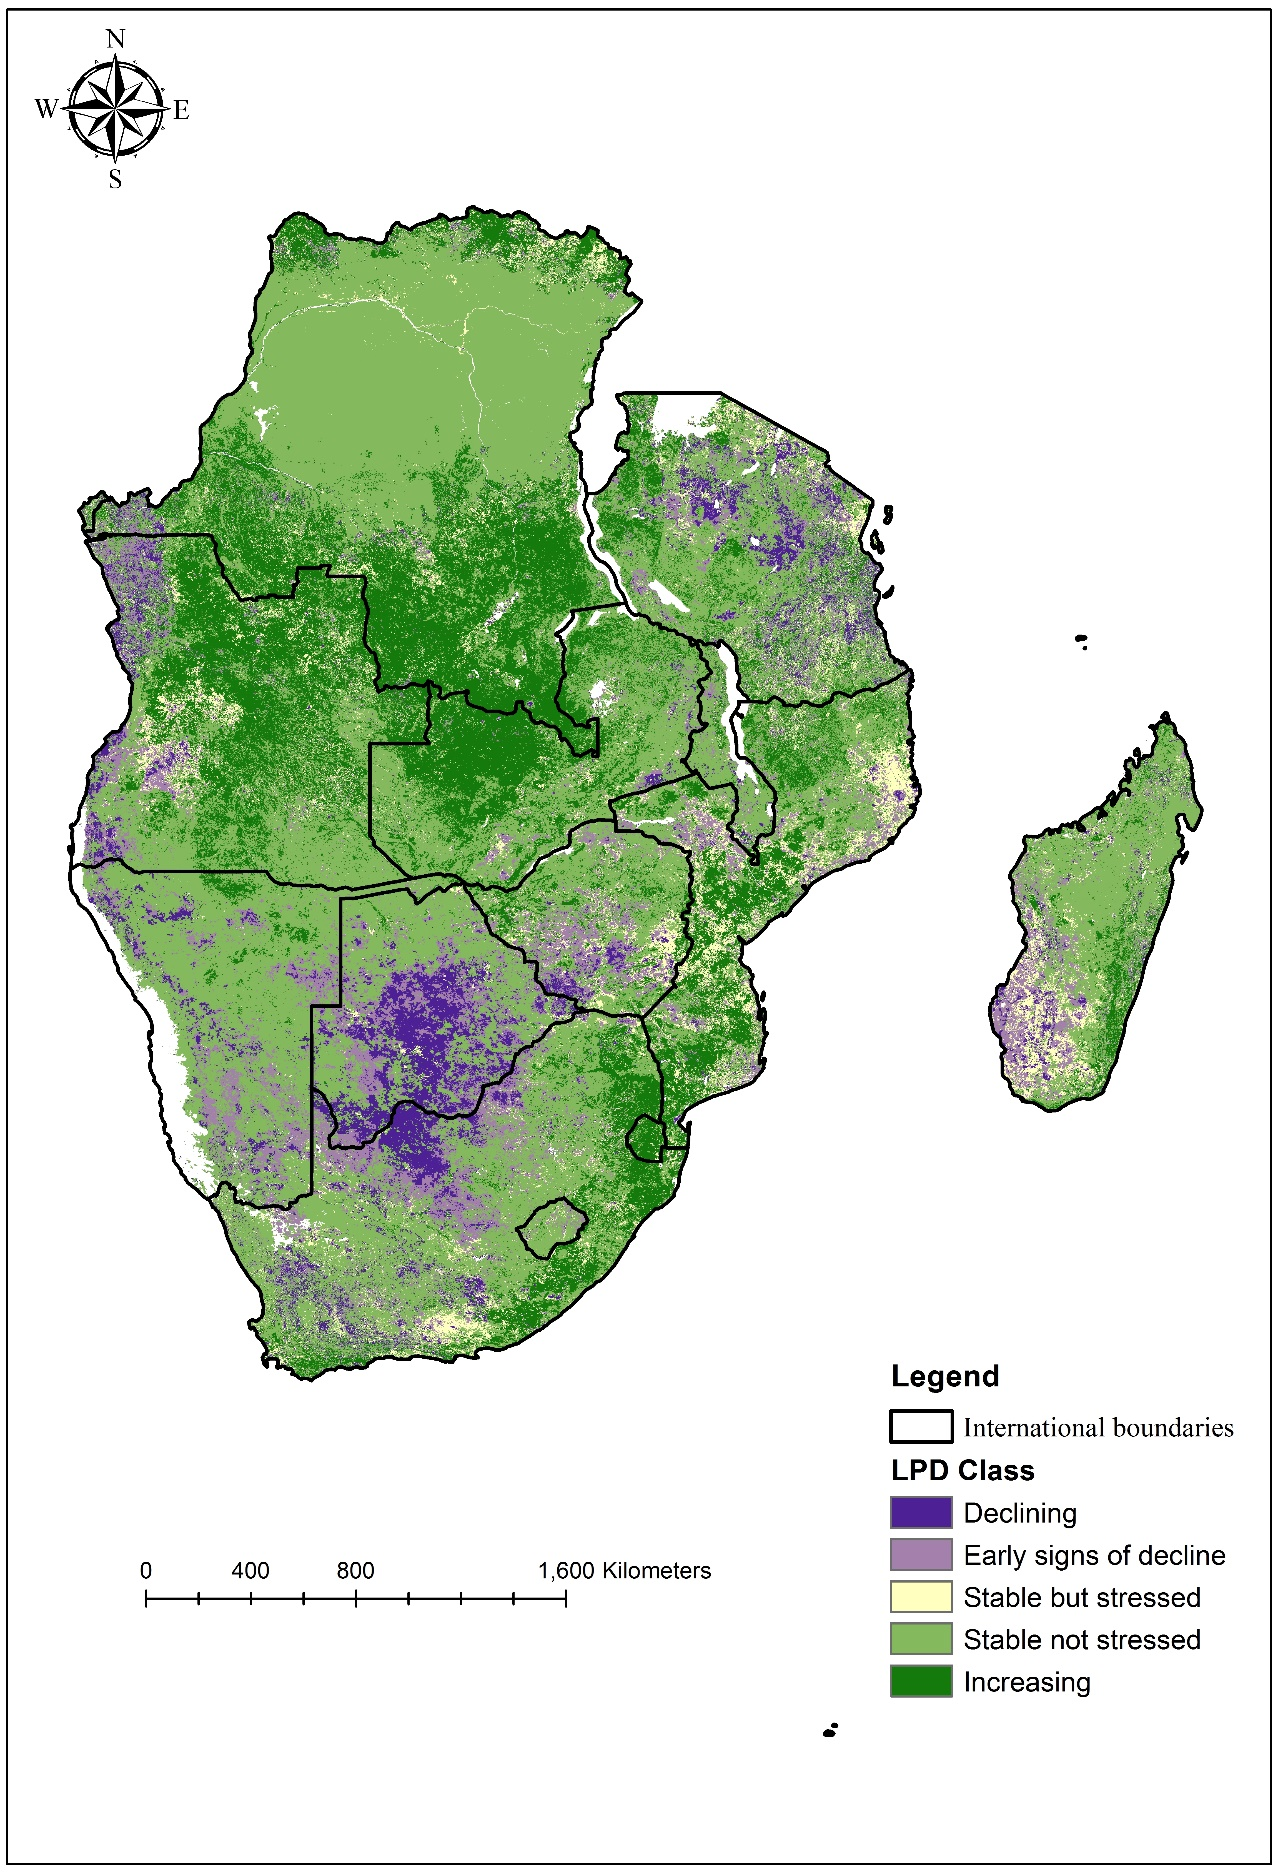 N
W E
S
Legend
International boundaries
LPD Class
Declining
Early signs of decline
Stable but stressed
Stable not stressed
Increasing
0 400 800 1,600 Kilometers